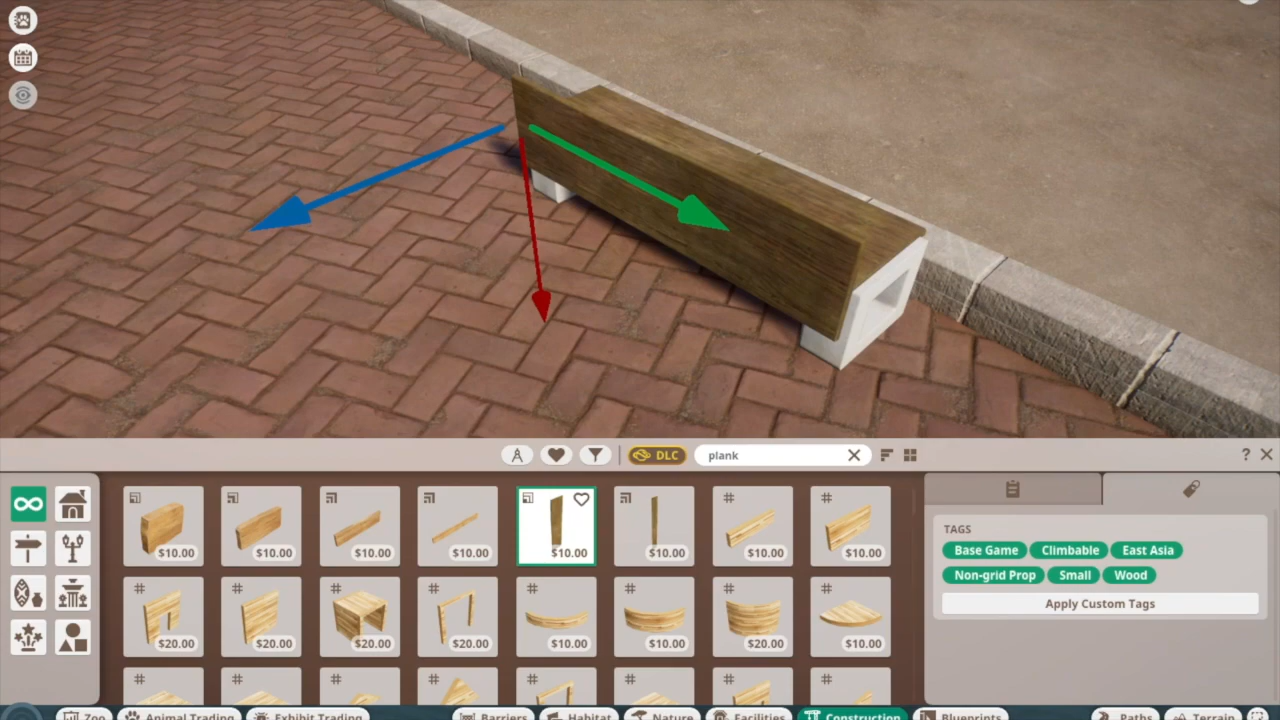 DLC
plank
?
$10.00 $10.00 $10.00 $10.00 $10.00 $10.00 $10.00 $10.00
$20.00 $20.00 $20.00 $20.00 $10.00 $10.00 $20.00 $10.00
TAGS
Base Game Climbable East Asia
Non-grid Prop Small Wood
Apply Custom Tags
Zoo Animal Trading Exhibit Trading Barriers Habitat Nature Facilities Construction Blueprints Paths Terrain